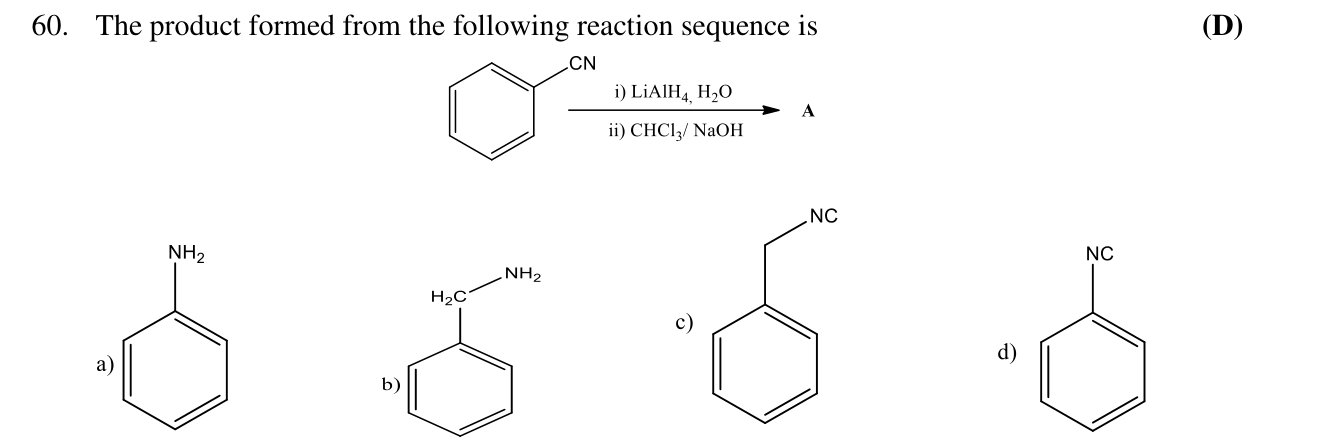 60. The product formed from the following reaction sequence is (D)
CN
i) LiAlH4, H2O
A
ii) CHCl3/ NaOH
NC
NH2
NC
NH2
H2C
c)
d)
a)
b)